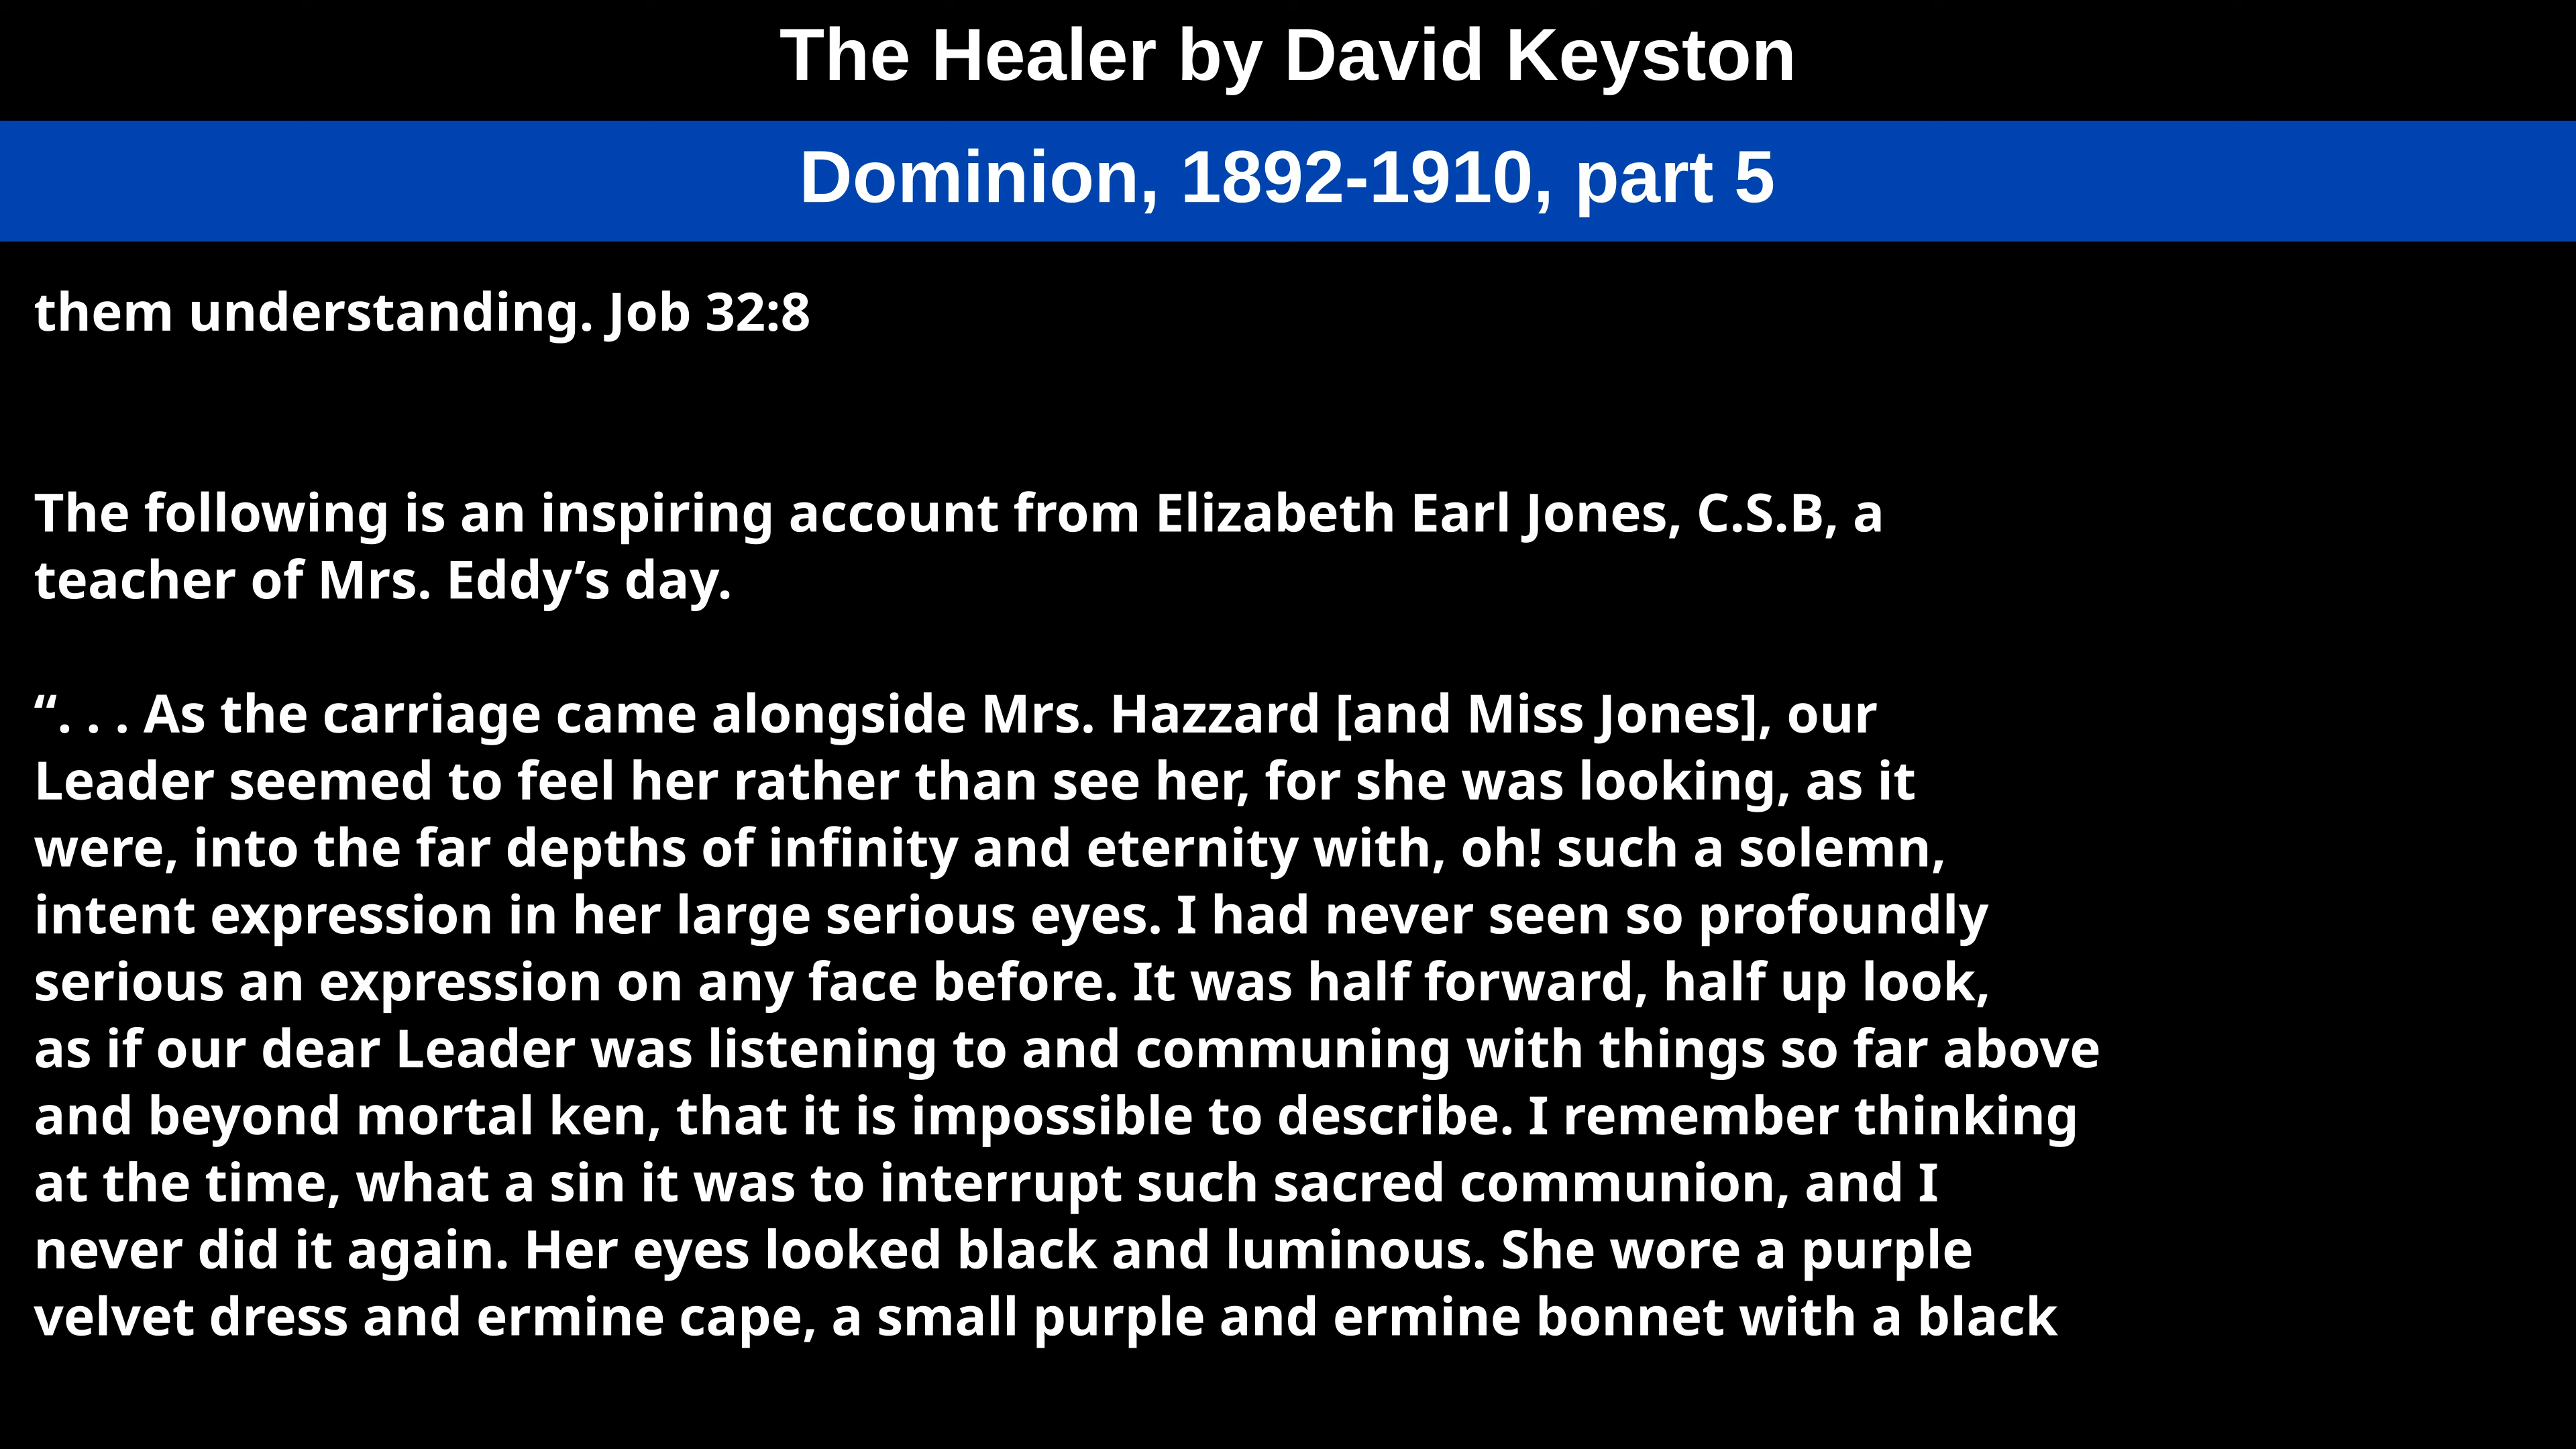 The Healer by David Keyston
Dominion, 1892-1910, part 5
them understanding. Job 32:8
The following is an inspiring account from Elizabeth Earl Jones, C.S.B, a
teacher of Mrs. Eddy’s day.
“. . . As the carriage came alongside Mrs. Hazzard [and Miss Jones], our
Leader seemed to feel her rather than see her, for she was looking, as it
were, into the far depths of infinity and eternity with, oh! such a solemn,
intent expression in her large serious eyes. I had never seen so profoundly
serious an expression on any face before. It was half forward, half up look,
as if our dear Leader was listening to and communing with things so far above
and beyond mortal ken, that it is impossible to describe. I remember thinking
at the time, what a sin it was to interrupt such sacred communion, and I
never did it again. Her eyes looked black and luminous. She wore a purple
velvet dress and ermine cape, a small purple and ermine bonnet with a black